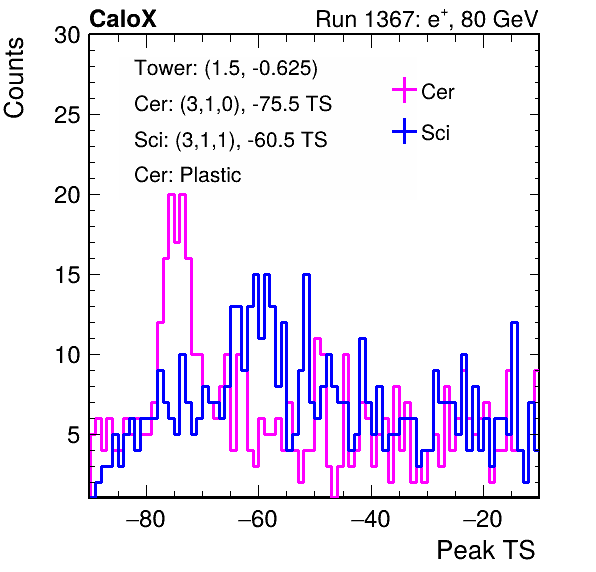 CaloX Run 1367: e⁺, 80 GeV
Counts
30
25
20
15
10
5
Tower: (1.5, -0.625)
Cer: (3,1,0), -75.5 TS
Sci: (3,1,1), -60.5 TS
Cer: Plastic
Cer
Sci
−80 −60 −40 −20
Peak TS